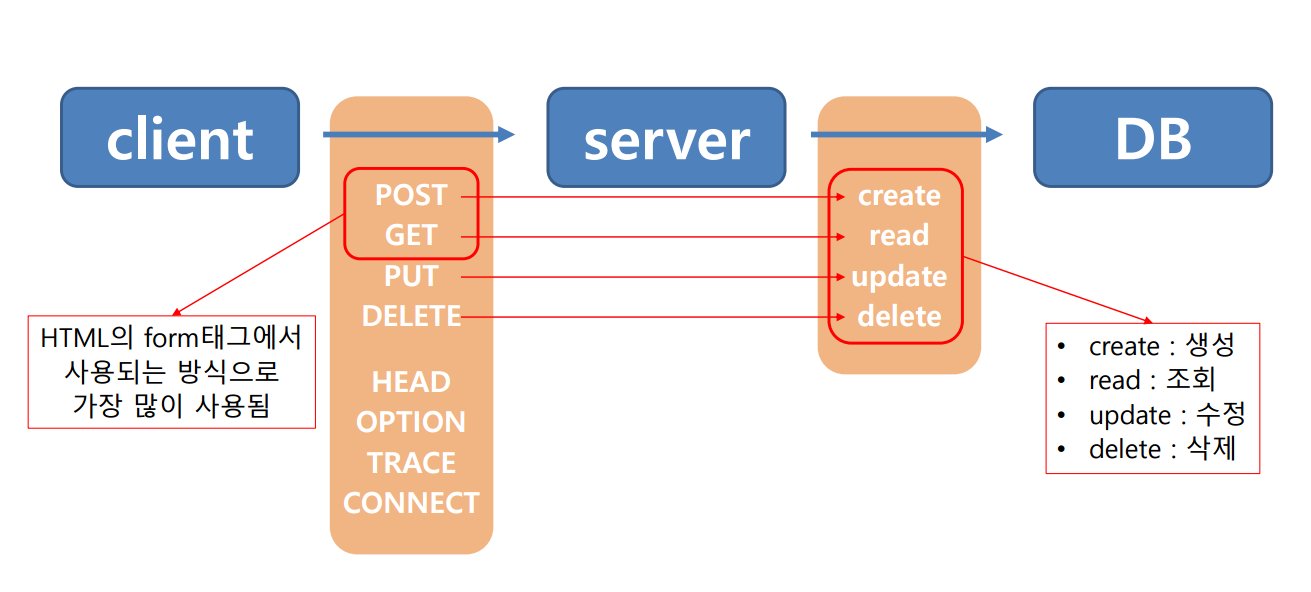 client
server
DB
POST
GET
PUT
DELETE
HEAD
OPTION
TRACE
CONNECT
create
read
update
delete
HTML의 form태그에서
사용되는 방식으로
가장 많이 사용됨
• create : 생성
• read : 조회
• update : 수정
• delete : 삭제